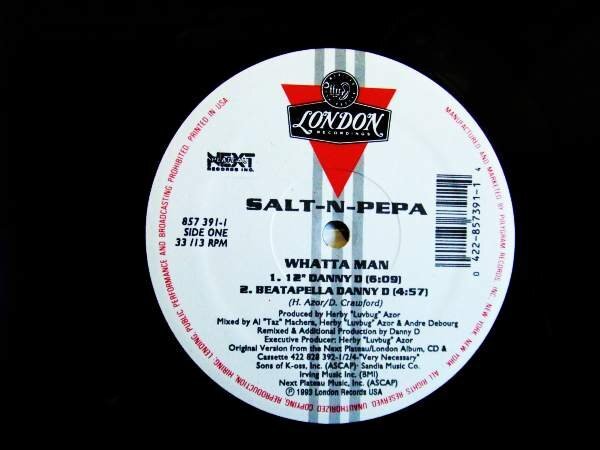 LONDON
RECORDINGS
NEXT
PLATEAU
RECORDS INC.
SALT-N-PEPA
857 391-1
SIDE ONE
33 /13 RPM
0 422-857391-1 4
WHATTA MAN
1. 12" DANNY D (6:09)
2. BEATAPELLA DANNY D (4:57)
(H. Azor/D. Crawford)
Produced by Herby "Luvbug" Azor
Mixed by Al "Taz" Machera, Herby "Luvbug" Azor & Andre Debourg
Remixed & Additional Production by Danny D
Executive Producer: Herby "Luvbug" Azor
Original Version from the Next Plateau/London Album, CD &
Cassette 422 828 392-1/2/4-"Very Necessary"
Sons of K-oss, Inc. (ASCAP)- Sandia Music Co.
Irving Music Inc. (BMI)
Next Plateau Music, Inc. (ASCAP)
℗ 1993 London Records USA
MANUFACTURED AND MARKETED BY POLYGRAM RECORDS INC. NEW YORK, NEW YORK. ALL RIGHTS RESERVED. UNAUTHORIZED COPYING, REPRODUCTION, HIRING, LENDING, PUBLIC PERFORMANCE AND BROADCASTING PROHIBITED. PRINTED IN USA